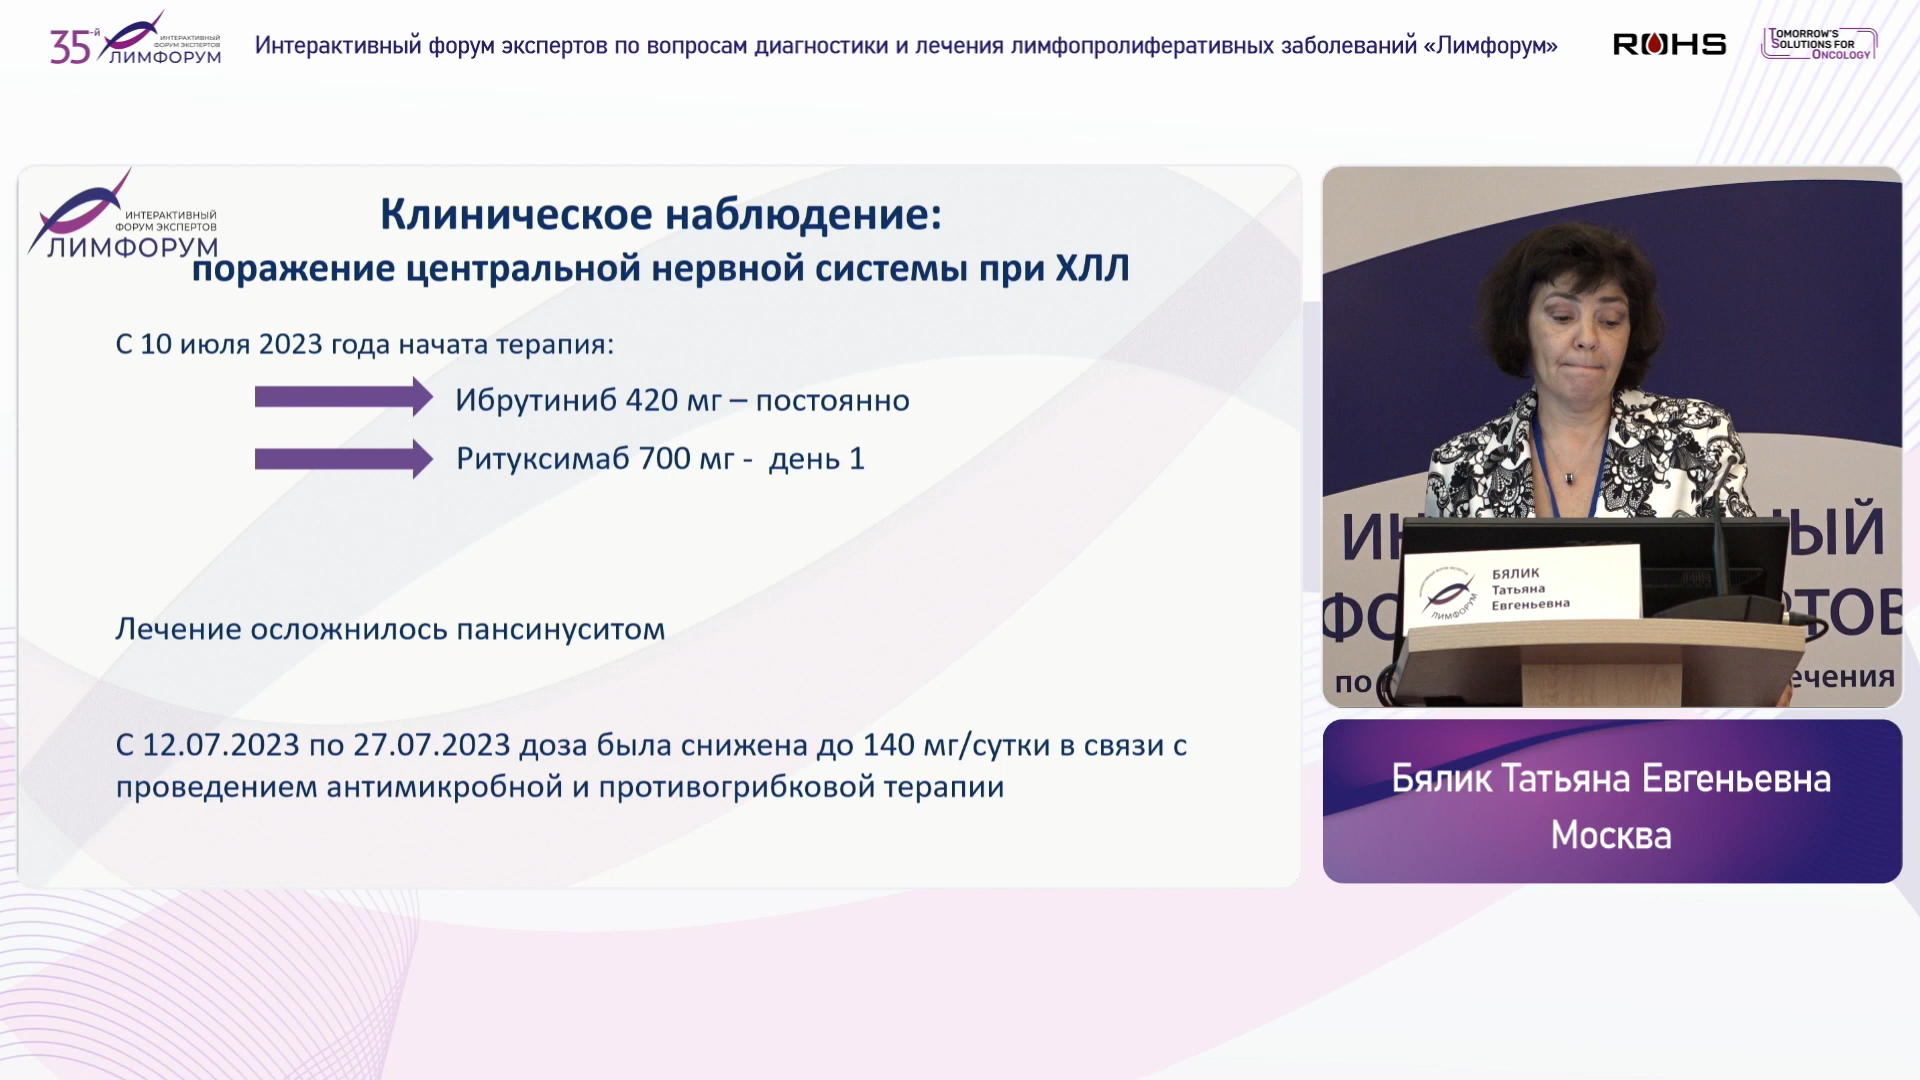 35-й
ИНТЕРАКТИВНЫЙ
ФОРУМ ЭКСПЕРТОВ
ЛИМФОРУМ
Интерактивный форум экспертов по вопросам диагностики и лечения лимфопролиферативных заболеваний «Лимфорум»
ROHS
TOMORROW'S
SOLUTIONS FOR
ONCOLOGY
ИНТЕРАКТИВНЫЙ
ФОРУМ ЭКСПЕРТОВ
ЛИМФОРУМ
Клиническое наблюдение:
поражение центральной нервной системы при ХЛЛ
С 10 июля 2023 года начата терапия:
Ибрутиниб 420 мг – постоянно
Ритуксимаб 700 мг - день 1
Лечение осложнилось пансинуситом
С 12.07.2023 по 27.07.2023 доза была снижена до 140 мг/сутки в связи с
проведением антимикробной и противогрибковой терапии
БЯЛИК
Татьяна
Евгеньевна
ЛИМФОРУМ
Бялик Татьяна Евгеньевна
Москва